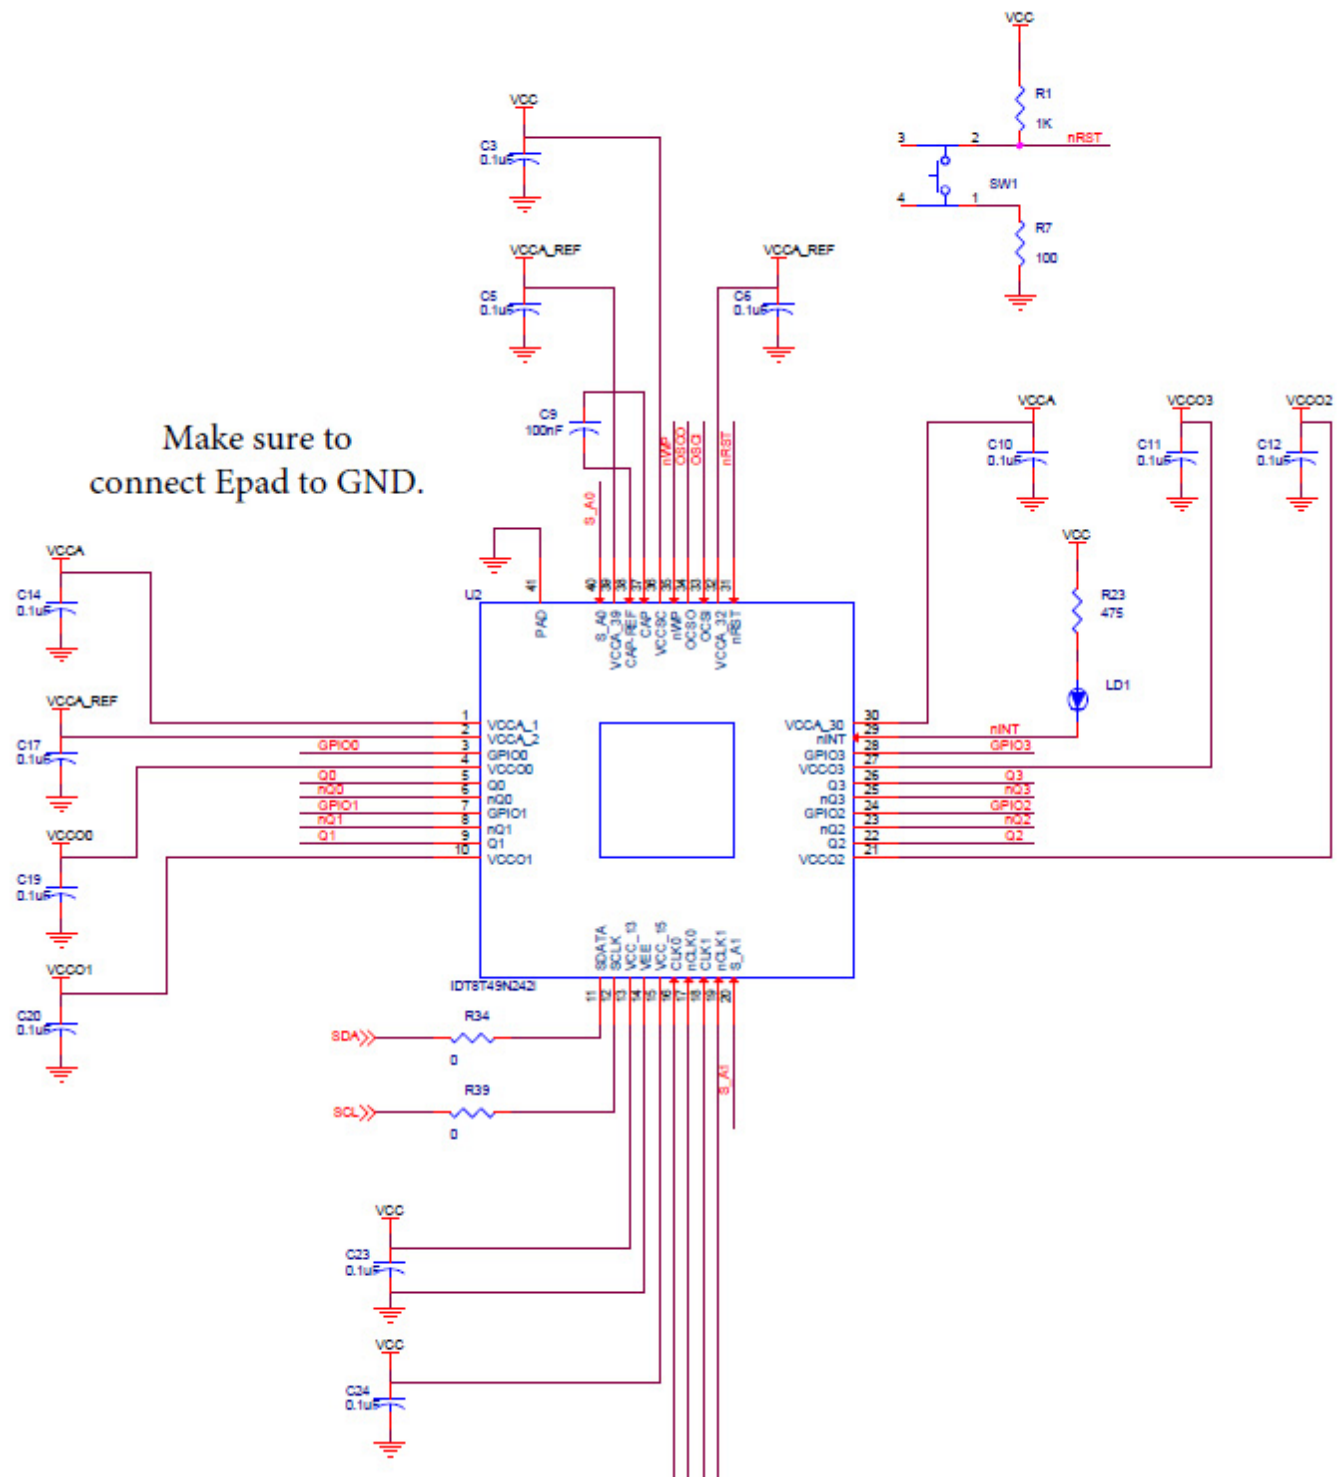 VCC
R1
1K
3
2
nRST
SW1
4
1
R7
100
VCC
C3
0.1uF
VCCA_REF
C5
0.1uF
VCCA_REF
C6
0.1uF
C9
100nF
S_A0
nWP
OSCO
OSCI
nRST
Make sure to
connect Epad to GND.
VCCA
C10
0.1uF
VCCO3
C11
0.1uF
VCCO2
C12
0.1uF
VCC
R23
475
LD1
VCCA
C14
0.1uF
VCCA_REF
C17
0.1uF
VCCO0
C19
0.1uF
VCCO1
C20
0.1uF
U2
41
40
39
38
37
36
35
34
33
32
31
PAD
S_A0
VCCA_39
CAP-REF
CAP
VCCSC
nWP
OCSO
OCSI
VCCA_32
nRST
1 VCCA_1
2 VCCA_2
GPIO0 3 GPIO0
4 VCCO0
Q0 5 Q0
nQ0 6 nQ0
GPIO1 7 GPIO1
nQ1 8 nQ1
Q1 9 Q1
10 VCCO1
VCCA_30 30
nINT 29 nINT
GPIO3 28 GPIO3
VCCO3 27
Q3 26 Q3
nQ3 25 nQ3
GPIO2 24 GPIO2
nQ2 23 nQ2
Q2 22 Q2
VCCO2 21
SDATA
SCLK
VCC_13
VEE
VCC_15
CLK0
nCLK0
CLK1
nCLK1
S_A1
IDT8T49N242I
11
12
13
14
15
16
17
18
19
20
SDA
R34
0
SCL
R39
0
S_A1
VCC
C23
0.1uF
VCC
C24
0.1uF